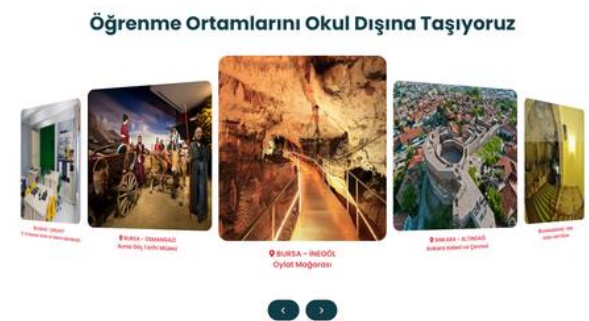 Öğrenme Ortamlarını Okul Dışına Taşıyoruz
BURSA - OSMANGAZİ
Bursa Göç Tarihi Müzesi
BURSA - İNEGÖL
Oylat Mağarası
ANKARA - ALTINDAĞ
Ankara Kalesi ve Çevresi